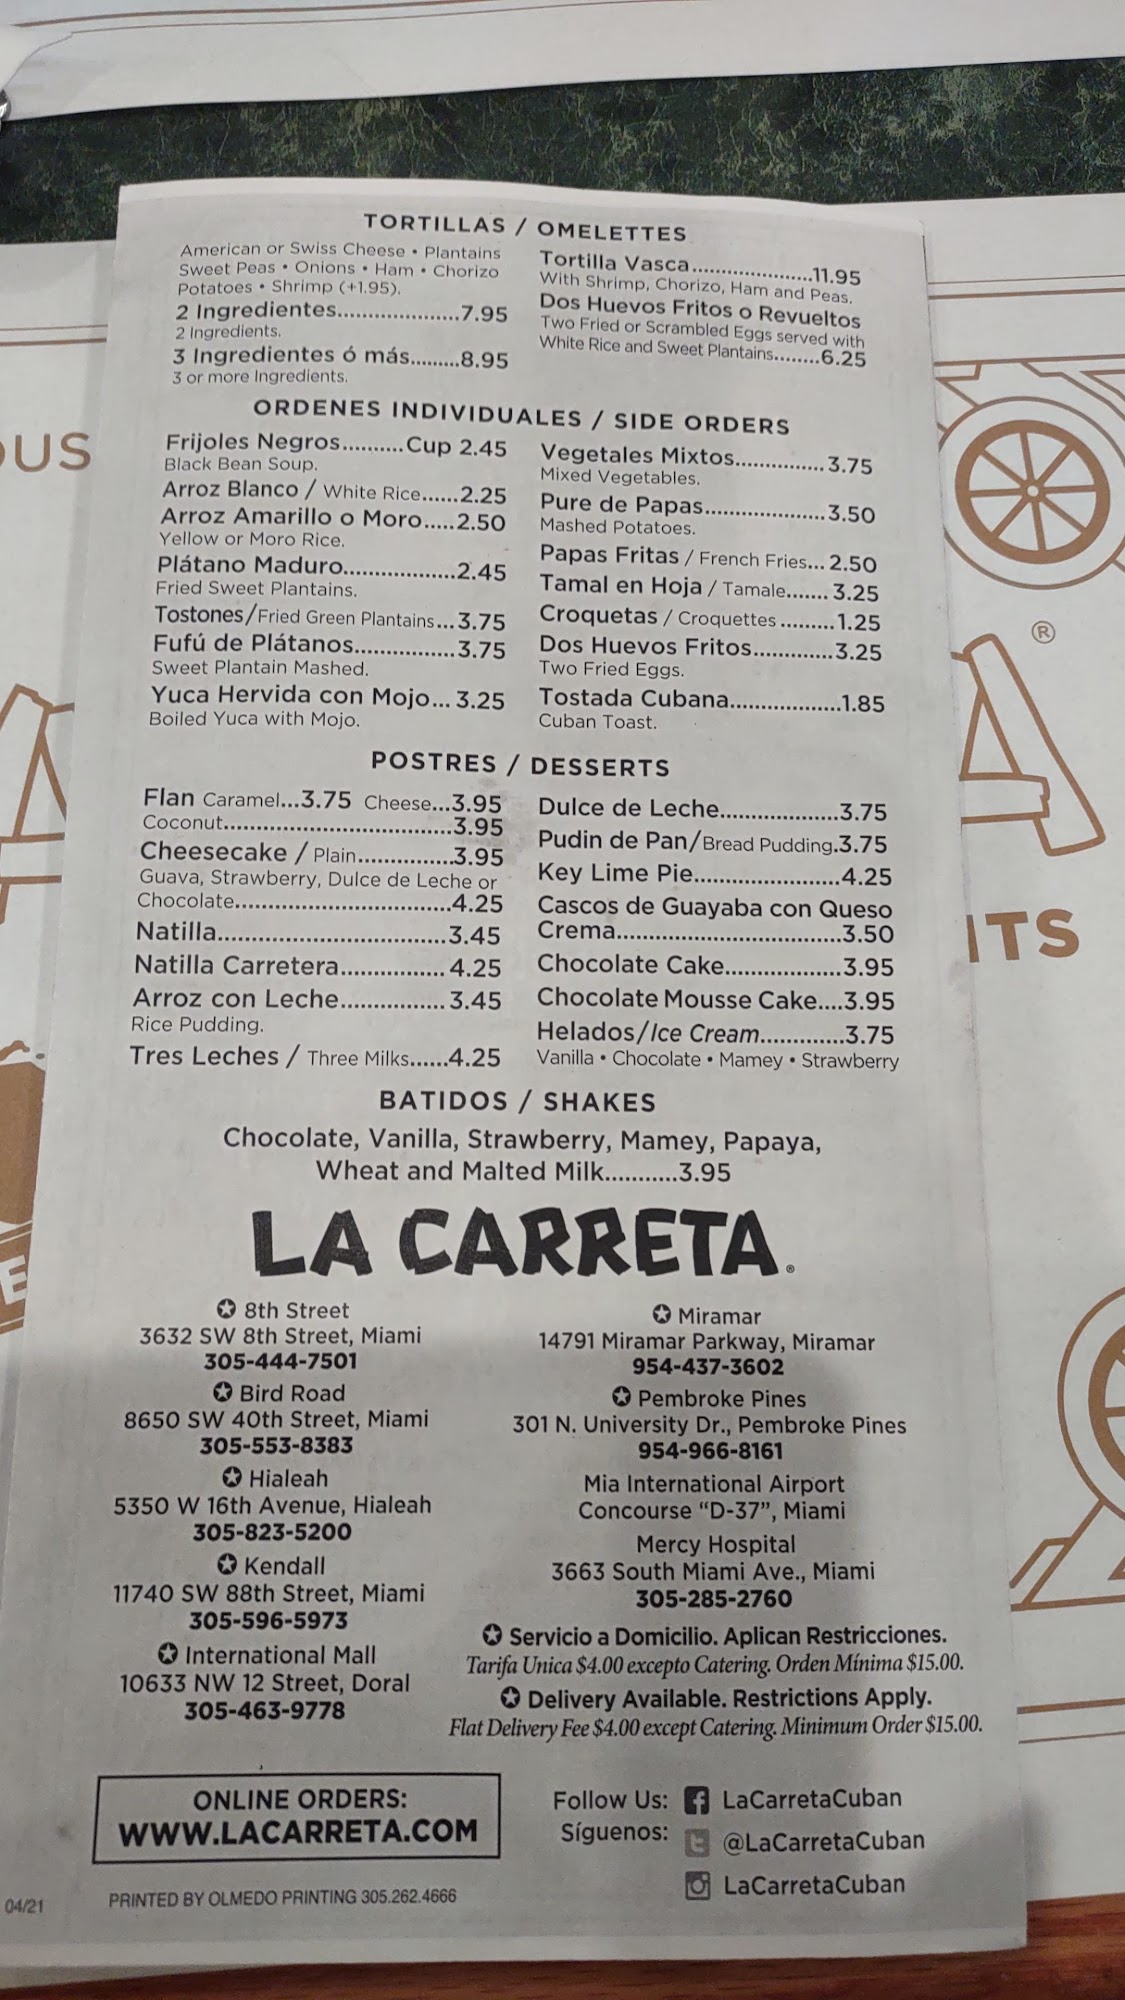 TORTILLAS / OMELETTES
American or Swiss Cheese • Plantains
Sweet Peas • Onions • Ham • Chorizo
Potatoes • Shrimp (+1.95).
2 Ingredientes.....................7.95
2 Ingredients.
3 Ingredientes ó más.........8.95
3 or more Ingredients.
Tortilla Vasca.....................11.95
With Shrimp, Chorizo, Ham and Peas.
Dos Huevos Fritos o Revueltos
Two Fried or Scrambled Eggs served with
White Rice and Sweet Plantains........6.25
ORDENES INDIVIDUALES / SIDE ORDERS
Frijoles Negros..........Cup 2.45
Black Bean Soup.
Arroz Blanco / White Rice......2.25
Arroz Amarillo o Moro.....2.50
Yellow or Moro Rice.
Plátano Maduro..................2.45
Fried Sweet Plantains.
Tostones/Fried Green Plantains...3.75
Fufú de Plátanos................3.75
Sweet Plantain Mashed.
Yuca Hervida con Mojo...3.25
Boiled Yuca with Mojo.
Vegetales Mixtos...............3.75
Mixed Vegetables.
Pure de Papas....................3.50
Mashed Potatoes.
Papas Fritas / French Fries...2.50
Tamal en Hoja / Tamale.......3.25
Croquetas / Croquettes.........1.25
Dos Huevos Fritos.............3.25
Two Fried Eggs.
Tostada Cubana..................1.85
Cuban Toast.
POSTRES / DESSERTS
Flan Caramel...3.75 Cheese...3.95
Coconut...................................3.95
Cheesecake / Plain...............3.95
Guava, Strawberry, Dulce de Leche or
Chocolate.................................4.25
Natilla...................................3.45
Natilla Carretera................4.25
Arroz con Leche................3.45
Rice Pudding.
Tres Leches / Three Milks......4.25
Dulce de Leche...................3.75
Pudin de Pan/Bread Pudding.3.75
Key Lime Pie.......................4.25
Cascos de Guayaba con Queso
Crema...................................3.50
Chocolate Cake..................3.95
Chocolate Mousse Cake....3.95
Helados/Ice Cream.............3.75
Vanilla • Chocolate • Mamey • Strawberry
BATIDOS / SHAKES
Chocolate, Vanilla, Strawberry, Mamey, Papaya,
Wheat and Malted Milk...........3.95
LA CARRETA®
8th Street
3632 SW 8th Street, Miami
305-444-7501
Bird Road
8650 SW 40th Street, Miami
305-553-8383
Hialeah
5350 W 16th Avenue, Hialeah
305-823-5200
Kendall
11740 SW 88th Street, Miami
305-596-5973
International Mall
10633 NW 12 Street, Doral
305-463-9778
Miramar
14791 Miramar Parkway, Miramar
954-437-3602
Pembroke Pines
301 N. University Dr., Pembroke Pines
954-966-8161
Mia International Airport
Concourse “D-37”, Miami
Mercy Hospital
3663 South Miami Ave., Miami
305-285-2760
Servicio a Domicilio. Aplican Restricciones.
Tarifa Unica $4.00 excepto Catering. Orden Mínima $15.00.
Delivery Available. Restrictions Apply.
Flat Delivery Fee $4.00 except Catering. Minimum Order $15.00.
ONLINE ORDERS:
WWW.LACARRETA.COM
Follow Us: LaCarretaCuban
Síguenos: @LaCarretaCuban
LaCarretaCuban
04/21
PRINTED BY OLMEDO PRINTING 305.262.4666
OUS
A®
ITS